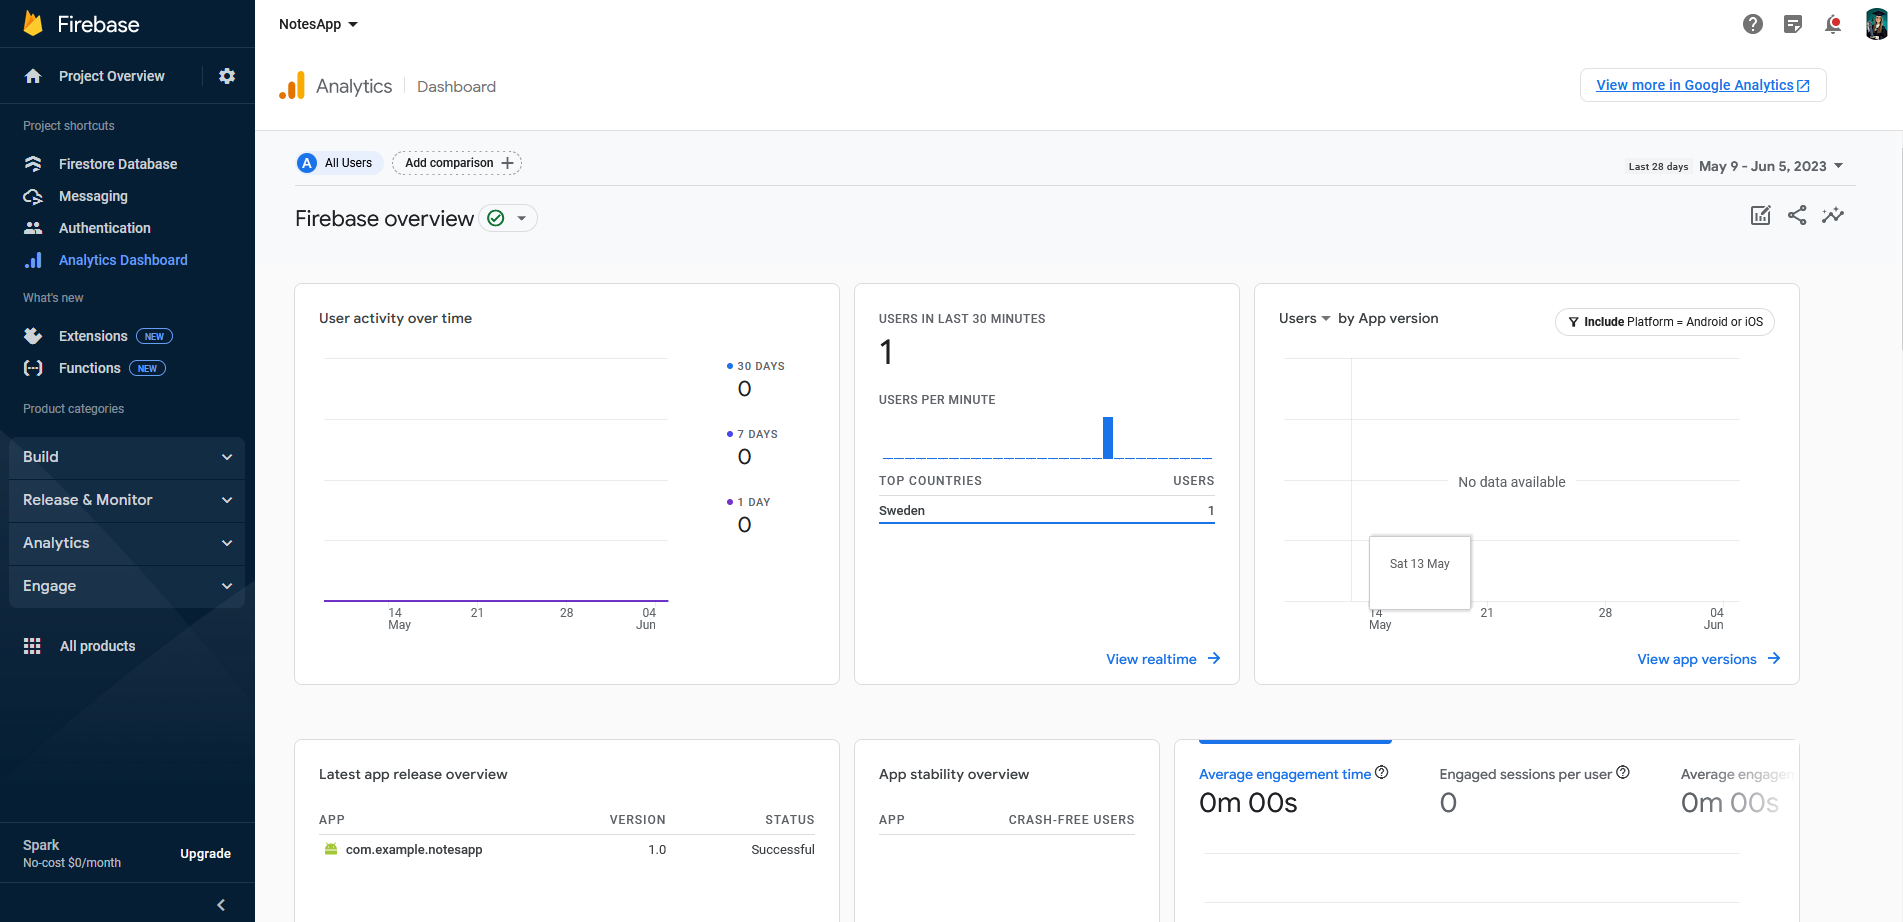 Firebase
Project Overview
Project shortcuts
Firestore Database
Messaging
Authentication
Analytics Dashboard
What's new
Extensions NEW
Functions NEW
Product categories
Build
Release & Monitor
Analytics
Engage
All products
Spark
No-cost $0/month
Upgrade
NotesApp
Analytics Dashboard
View more in Google Analytics
A All Users Add comparison
Last 28 days May 9 - Jun 5, 2023
Firebase overview
User activity over time
30 DAYS
0
7 DAYS
0
1 DAY
0
14 21 28 04
May Jun
USERS IN LAST 30 MINUTES
1
USERS PER MINUTE
TOP COUNTRIES USERS
Sweden 1
View realtime
Users by App version
Include Platform = Android or iOS
No data available
Sat 13 May
14 21 28 04
May Jun
View app versions
Latest app release overview
APP VERSION STATUS
com.example.notesapp 1.0 Successful
App stability overview
APP CRASH-FREE USERS
Average engagement time Engaged sessions per user Average engagen
0m 00s 0 0m 00s